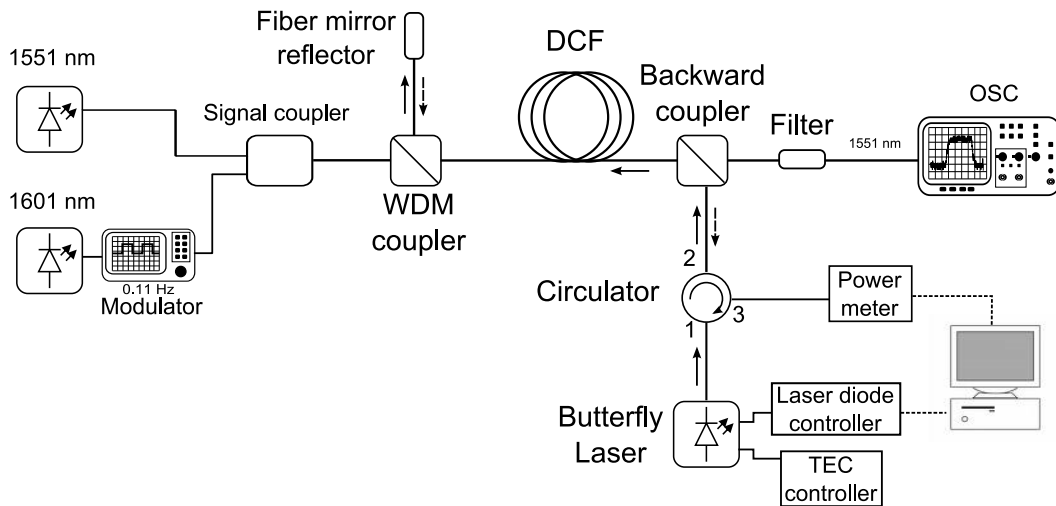 Fiber mirror
reflector
1551 nm
Signal coupler
DCF
Backward
coupler
OSC
Filter
1551 nm
1601 nm
WDM
coupler
0.11 Hz
Modulator
2
Circulator
1
3
Power
meter
Butterfly
Laser
Laser diode
controller
TEC
controller